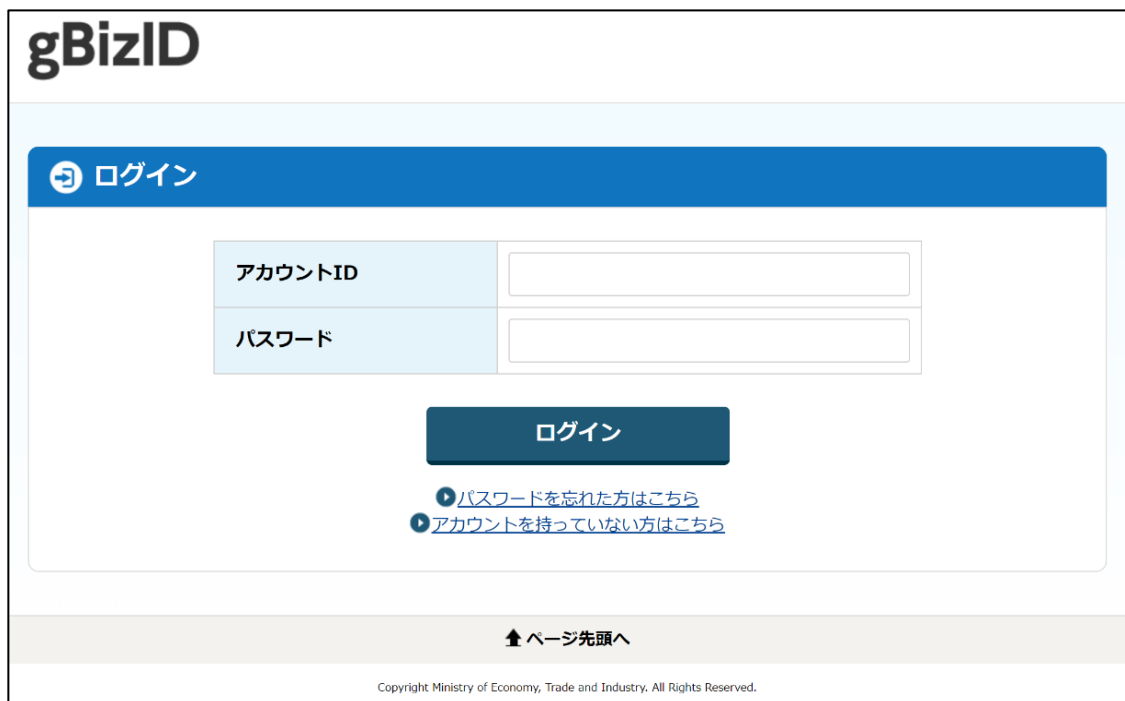 gBizID
ログイン
アカウントID
パスワード
ログイン
パスワードを忘れた方はこちら
アカウントを持っていない方はこちら
ページ先頭へ
Copyright Ministry of Economy, Trade and Industry. All Rights Reserved.